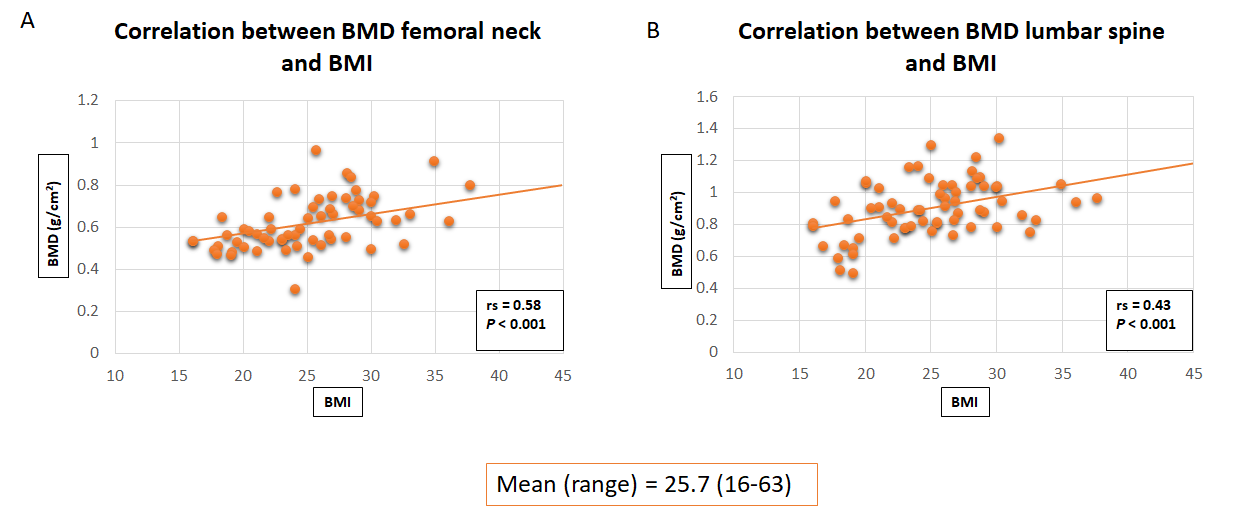 A
Correlation between BMD femoral neck
and BMI
1.2
1
0.8
0.6
0.4
0.2
0
BMD (g/cm²)
10 15 20 25 30 35 40 45
BMI
rs = 0.58
P < 0.001
B
Correlation between BMD lumbar spine
and BMI
1.6
1.4
1.2
1
0.8
0.6
0.4
0.2
0
BMD (g/cm²)
10 15 20 25 30 35 40 45
BMI
rs = 0.43
P < 0.001
Mean (range) = 25.7 (16-63)